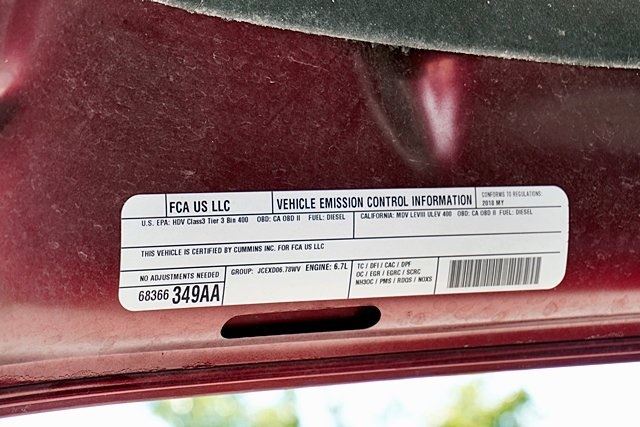 FCA US LLC
VEHICLE EMISSION CONTROL INFORMATION
CONFORMS TO REGULATIONS:
2018 MY
U.S. EPA: HDV Class3 Tier 3 Bin 400 OBD: CA OBD II FUEL: DIESEL
CALIFORNIA: MDV LEVIII ULEV 400 OBD: CA OBD II FUEL: DIESEL
THIS VEHICLE IS CERTIFIED BY CUMMINS INC. FOR FCA US LLC
NO ADJUSTMENTS NEEDED
68366 349AA
GROUP: JCEXD06.78WV ENGINE: 6.7L
TC / DFI / CAC / DPF
OC / EGR / EGRC / SCRC
NH3OC / PMS / RDQS / NOXS